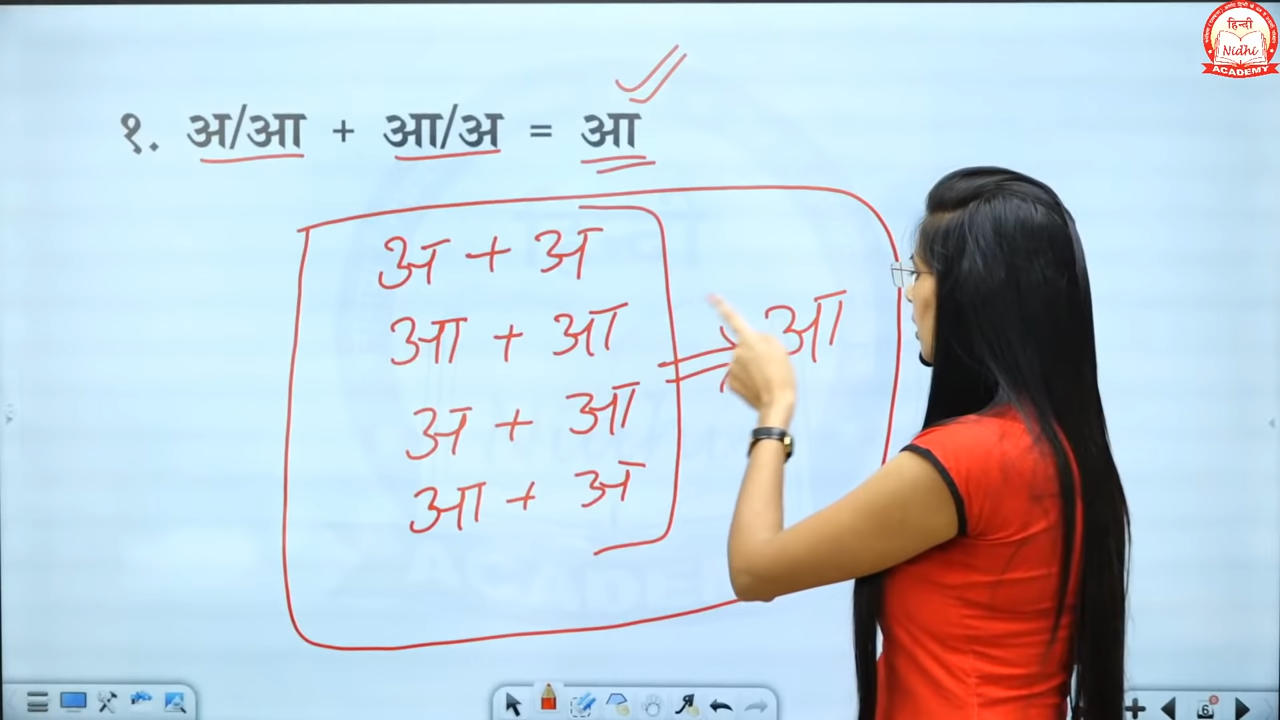 हिन्दी
Nidhi
ACADEMY
१. अ/आ + आ/अ = आ
अ + अ
आ + आ
अ + आ
आ + अ
= आ